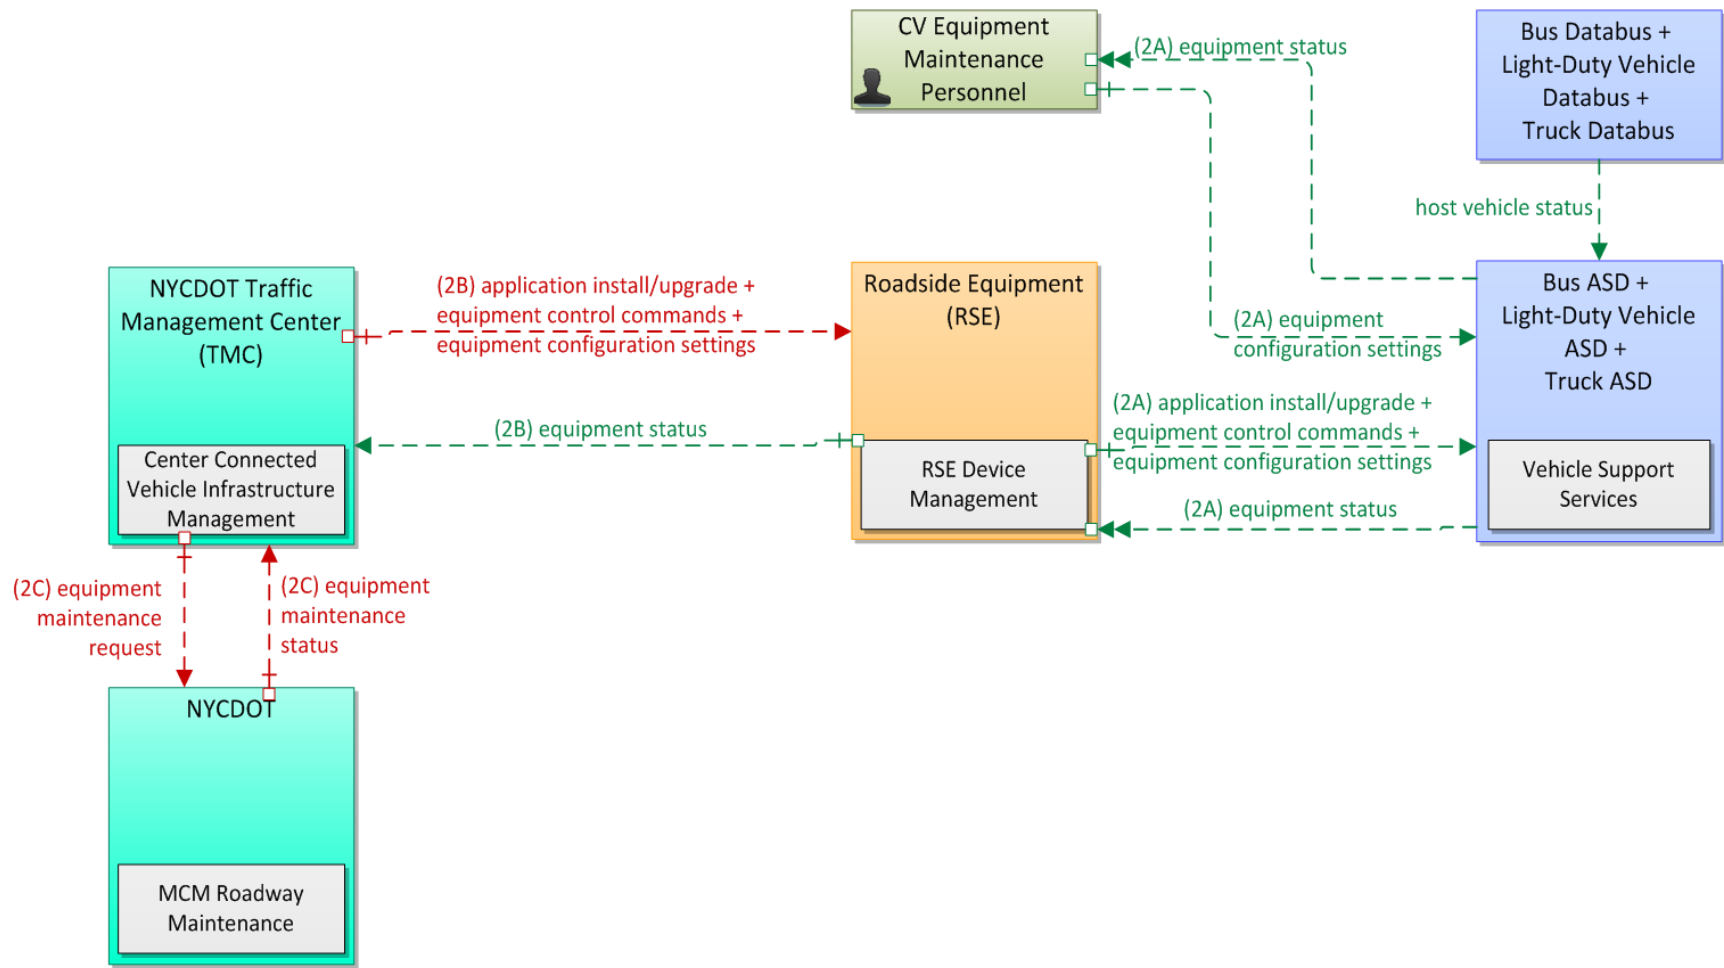 CV Equipment
Maintenance
Personnel
(2A) equipment status
Bus Databus +
Light-Duty Vehicle
Databus +
Truck Databus
host vehicle status
NYCDOT Traffic
Management Center
(TMC)
(2B) application install/upgrade +
equipment control commands +
equipment configuration settings
Roadside Equipment
(RSE)
(2A) equipment
configuration settings
Bus ASD +
Light-Duty Vehicle
ASD +
Truck ASD
(2B) equipment status
(2A) application install/upgrade +
equipment control commands +
equipment configuration settings
Center Connected
Vehicle Infrastructure
Management
RSE Device
Management
Vehicle Support
Services
(2A) equipment status
(2C) equipment
maintenance
request
(2C) equipment
maintenance
status
NYCDOT
MCM Roadway
Maintenance